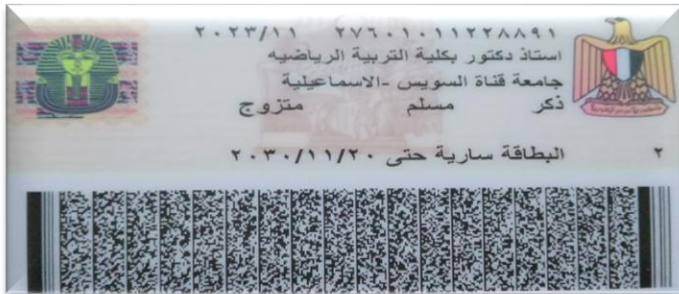 ٢٧٦٠١٠١١٢٢٨٨٩١ ٢٠٢٣/١١
استاذ دكتور بكلية التربية الرياضيه
جامعة قناة السويس -الاسماعيلية
ذكر مسلم متزوج
٢ البطاقة سارية حتى ٢٠٣٠/١١/٢٠